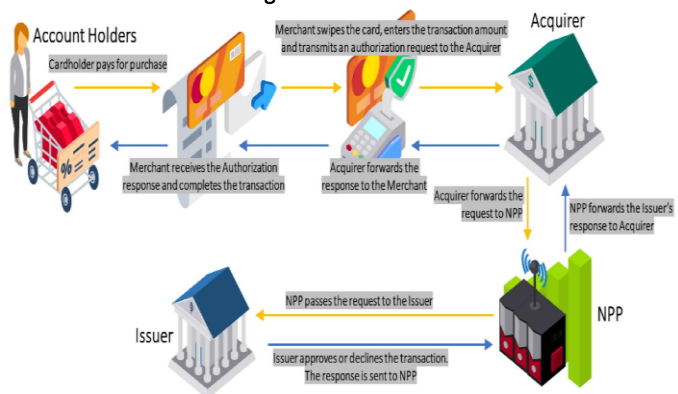 Account Holders
Cardholder pays for purchase
Merchant swipes the card, enters the transaction amount
and transmits an authorization request to the Acquirer
Acquirer
Merchant receives the Authorization
response and completes the transaction
Acquirer forwards the
response to the Merchant
Acquirer forwards the
request to NPP
NPP forwards the Issuer's
response to Acquirer
NPP passes the request to the Issuer
Issuer
NPP
Issuer approves or declines the transaction.
The response is sent to NPP